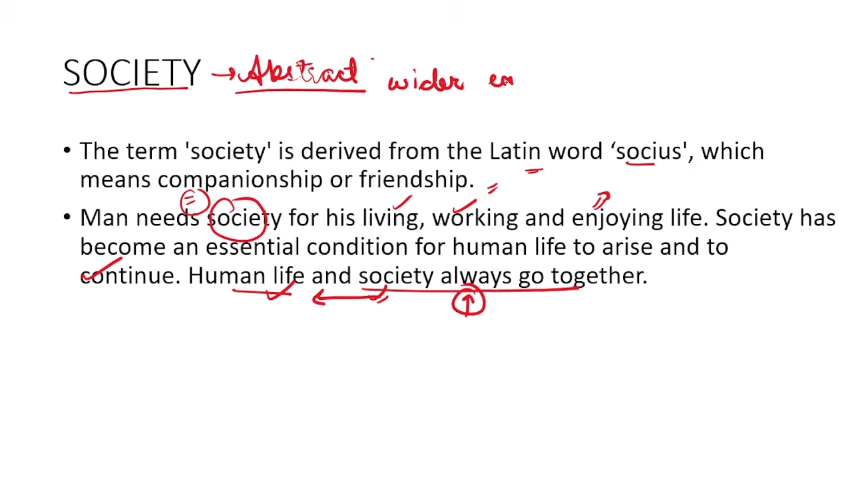 SOCIETY → Abstract wider en
• The term 'society' is derived from the Latin word ‘socius', which
means companionship or friendship.
• Man needs society for his living, working and enjoying life. Society has
become an essential condition for human life to arise and to
continue. Human life and society always go together.